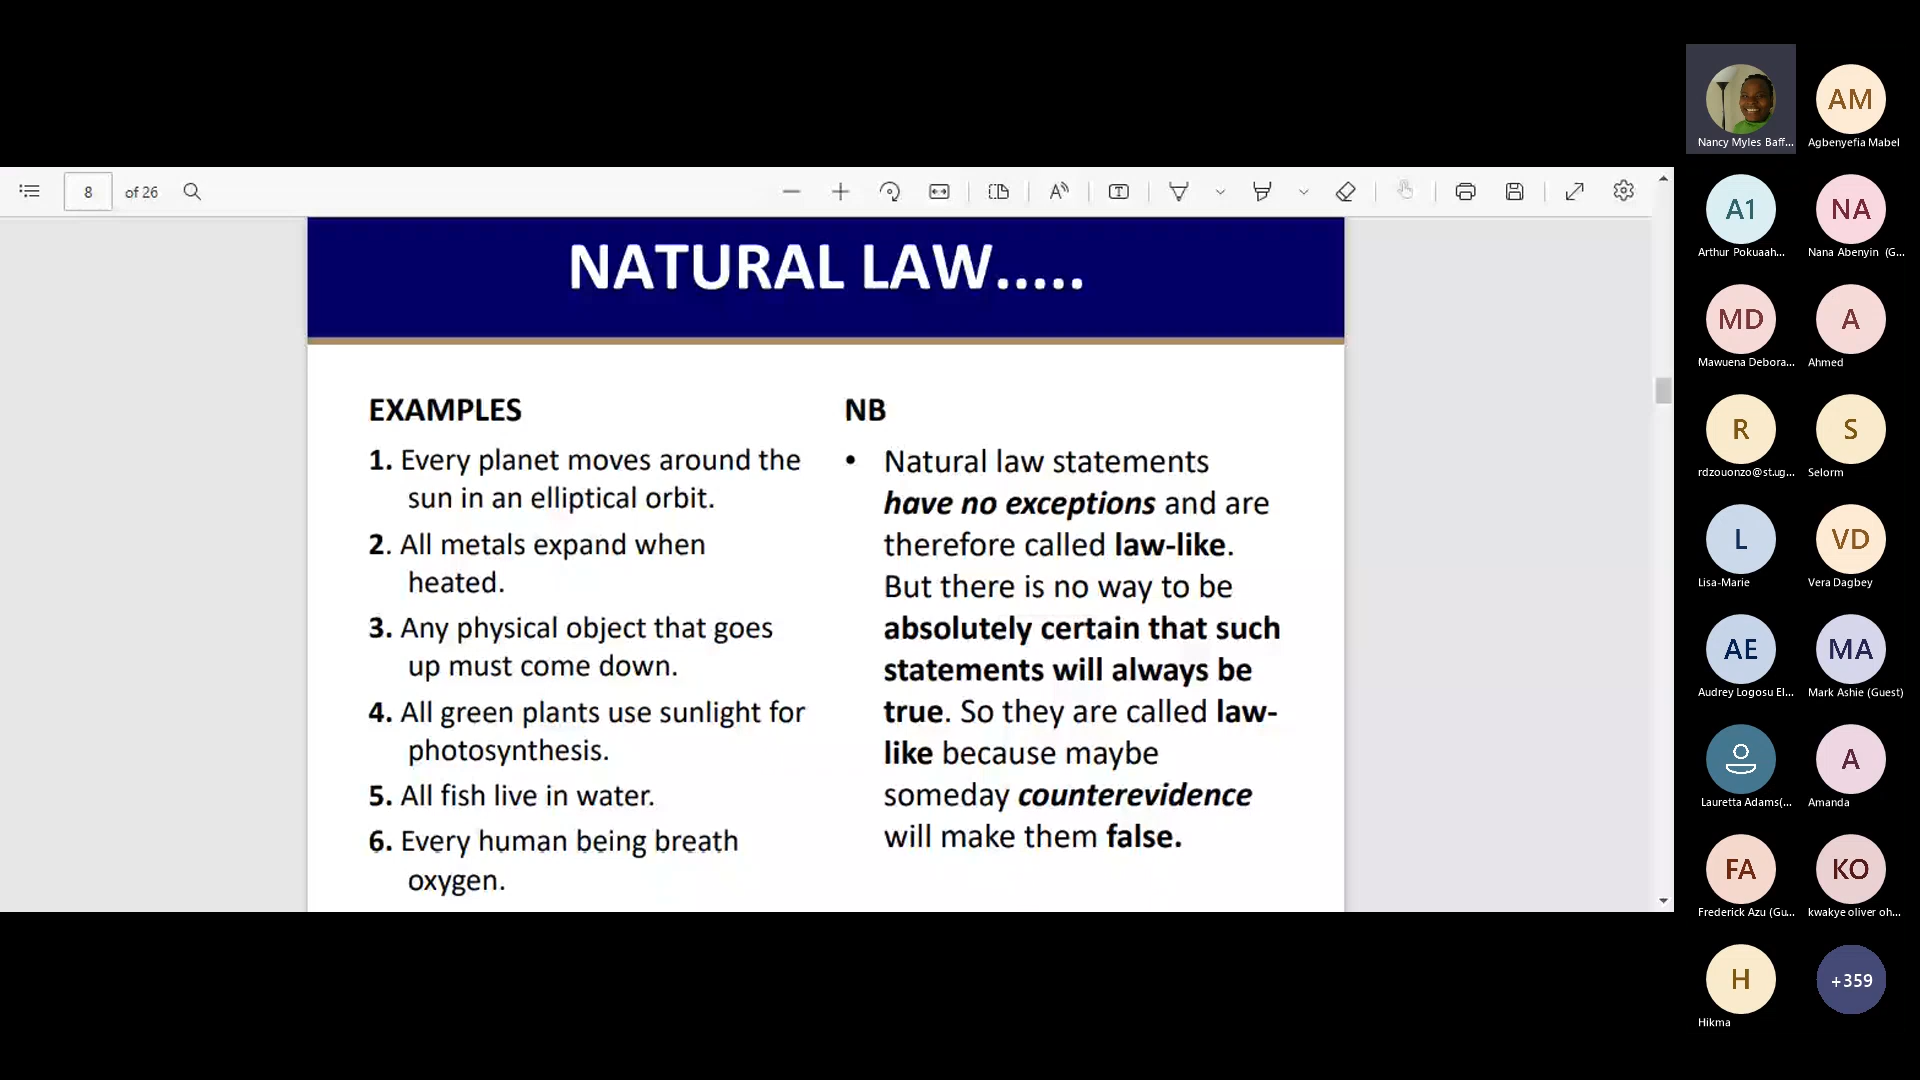 8 of 26
NATURAL LAW.....
EXAMPLES
1. Every planet moves around the
sun in an elliptical orbit.
2. All metals expand when
heated.
3. Any physical object that goes
up must come down.
4. All green plants use sunlight for
photosynthesis.
5. All fish live in water.
6. Every human being breath
oxygen.
NB
• Natural law statements
have no exceptions and are
therefore called law-like.
But there is no way to be
absolutely certain that such
statements will always be
true. So they are called law-
like because maybe
someday counterevidence
will make them false.
Nancy Myles Baff...
AM
Agbenyefia Mabel
A1
Arthur Pokuaah...
NA
Nana Abenyin (G...
MD
Mawuena Debora...
A
Ahmed
R
rdzouonzo@st.ug...
S
Selorm
L
Lisa-Marie
VD
Vera Dagbey
AE
Audrey Logosu El...
MA
Mark Ashie (Guest)
Lauretta Adams(...
A
Amanda
FA
Frederick Azu (Gu...
KO
kwakye oliver oh...
H
Hikma
+359